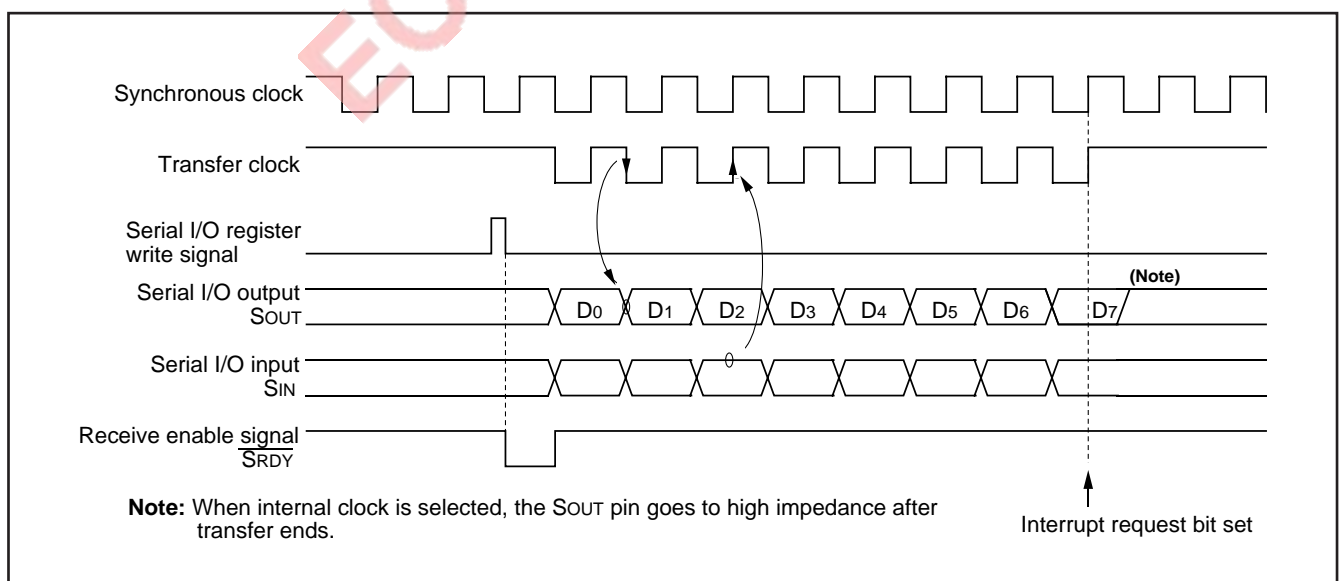 EC
Synchronous clock
Transfer clock
Serial I/O register
write signal
Serial I/O output
SOUT
(Note)
D0 D1 D2 D3 D4 D5 D6 D7
Serial I/O input
SIN
Receive enable signal
SRDY
Note: When internal clock is selected, the SOUT pin goes to high impedance after
transfer ends.
Interrupt request bit set